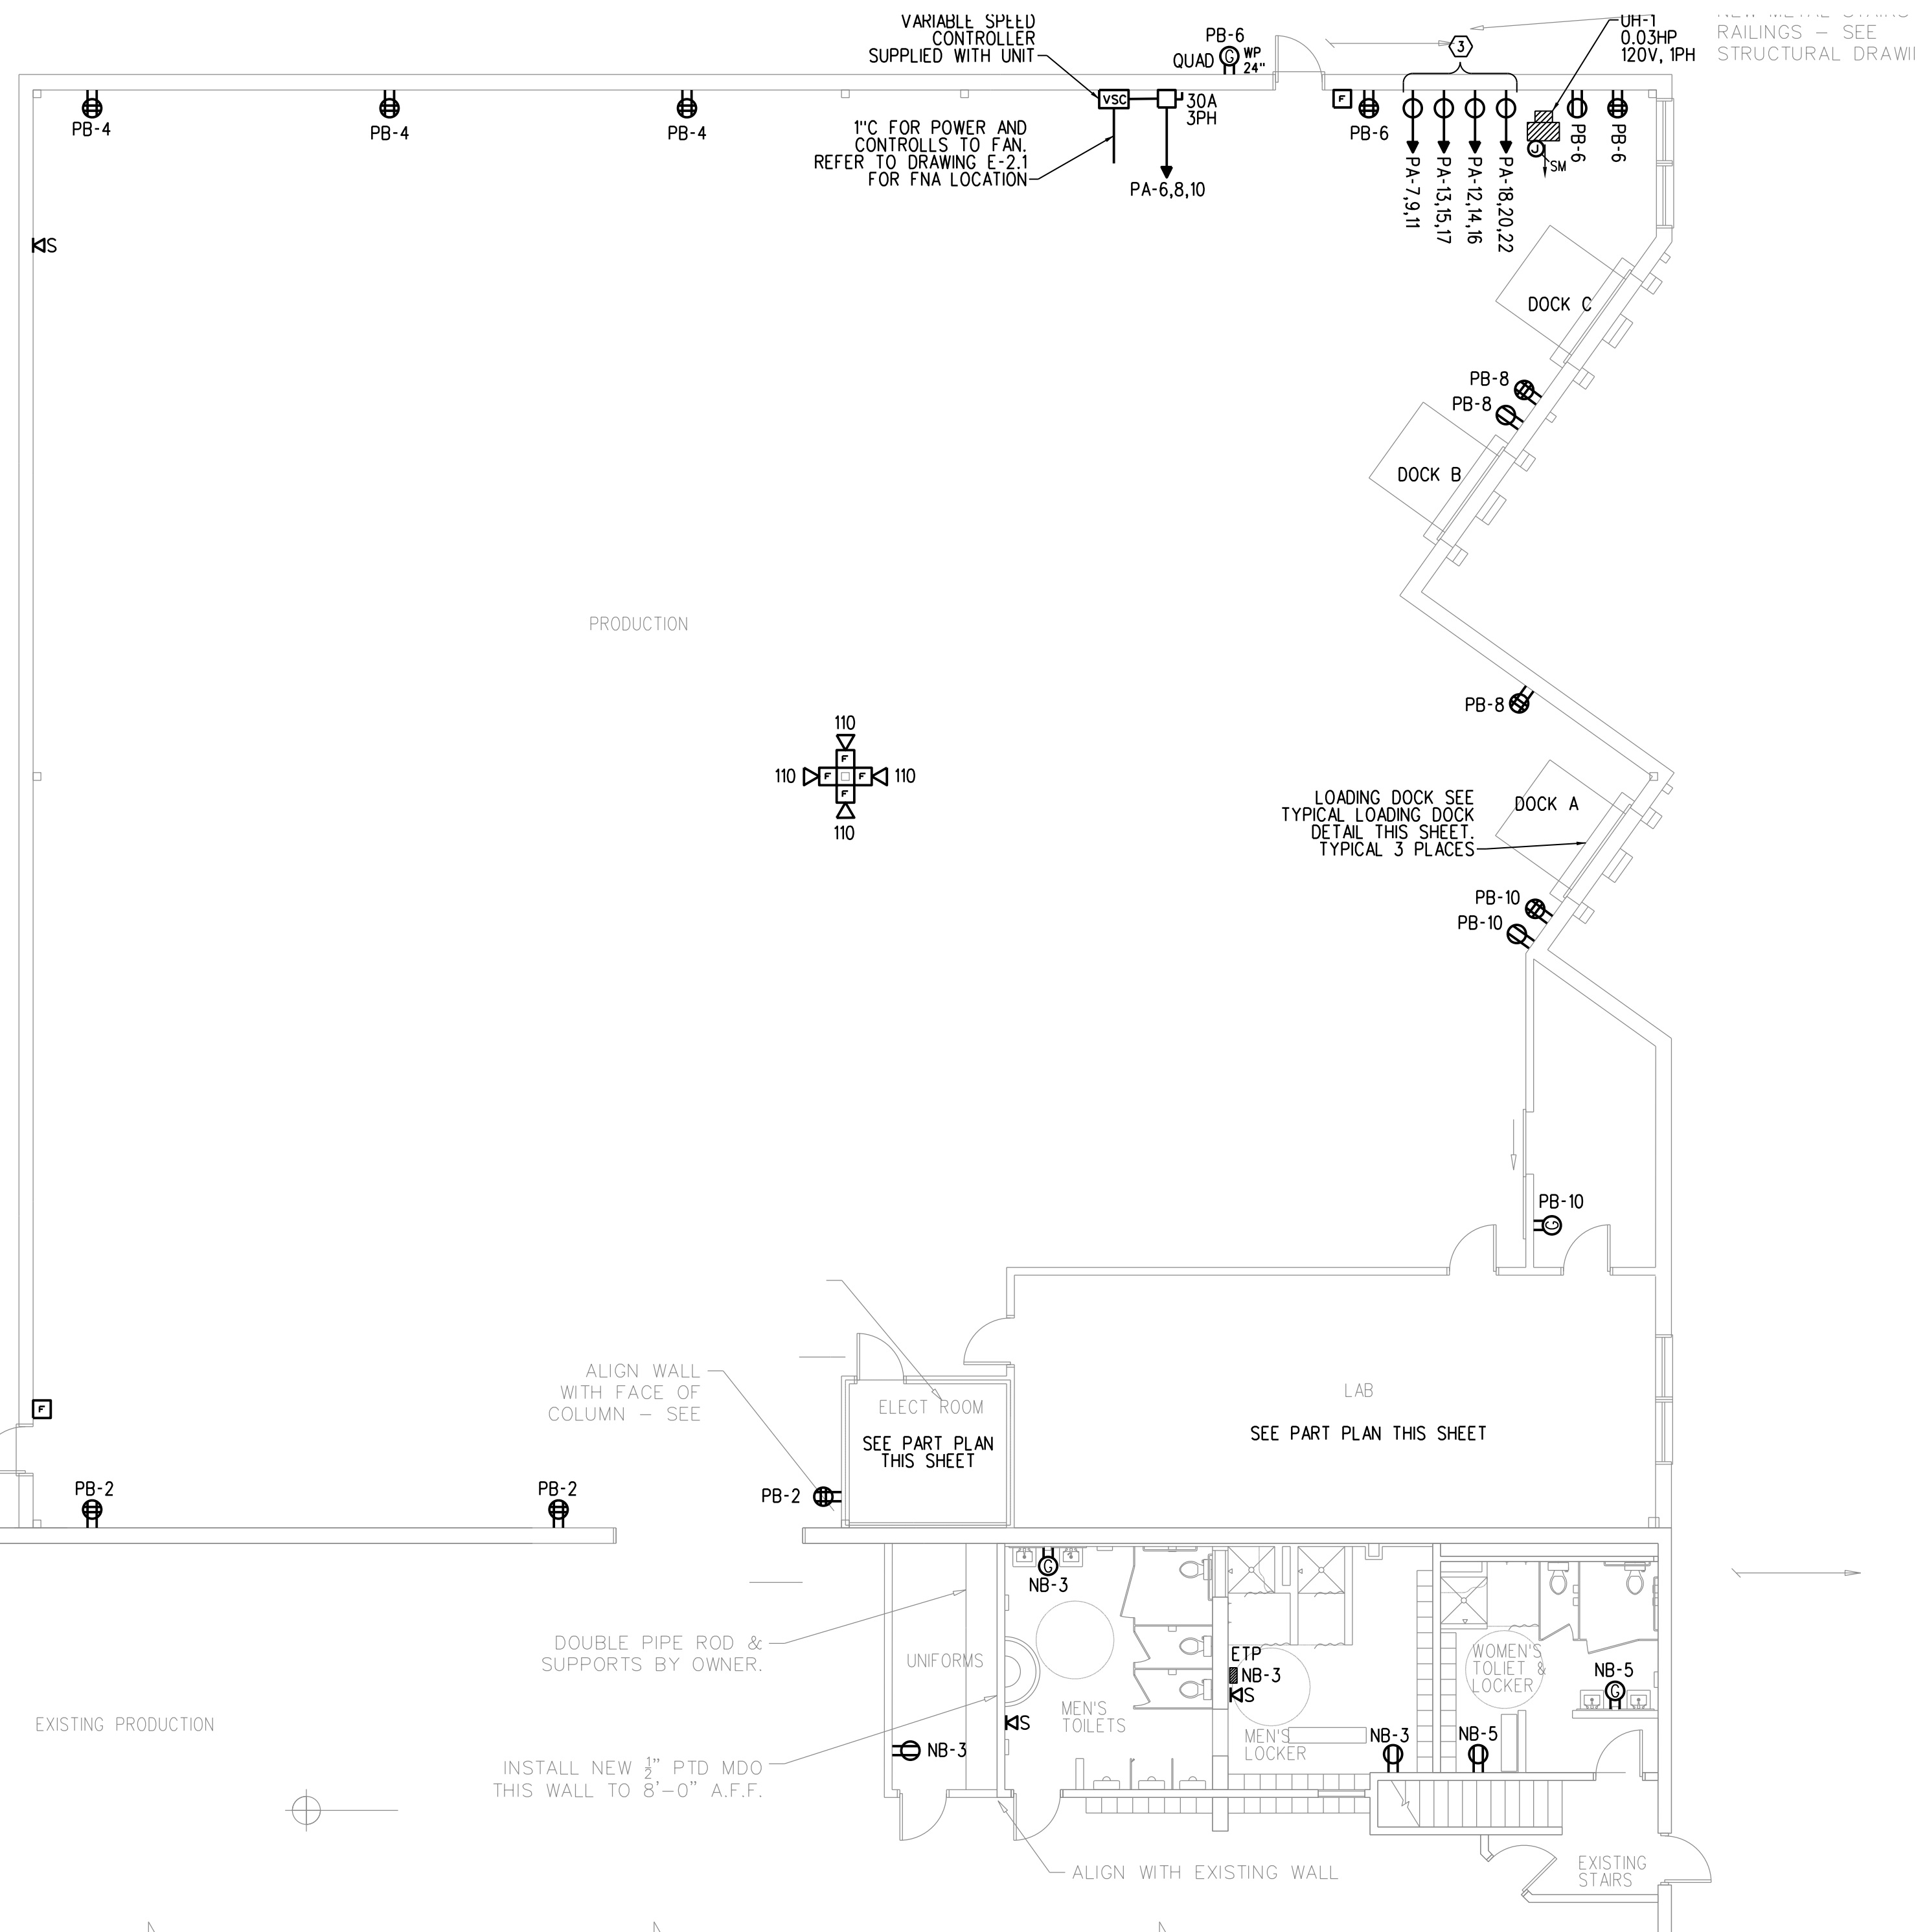 VARIABLE SPEED
CONTROLLER
SUPPLIED WITH UNIT
PB-6
QUAD G WP
24"
3
UH-1
0.03HP
120V, 1PH
NEW METAL STAIRS
RAILINGS – SEE
STRUCTURAL
PB-4
PB-4
PB-4
VSC
30A
3PH
1"C FOR POWER AND
CONTROLLS TO FAN.
REFER TO DRAWING E-2.1
FOR FNA LOCATION
PA-6,8,10
F
PB-6
PA-7,9,11
PA-13,15,17
PA-12,14,16
PA-18,20,22
J
SM
PB-6
PB-6
S
DOCK C
PB-8
PB-8
DOCK B
PRODUCTION
PB-8
110
F
110 F F 110
F
110
LOADING DOCK SEE
TYPICAL LOADING DOCK
DETAIL THIS SHEET.
TYPICAL 3 PLACES
DOCK A
PB-10
PB-10
PB-10
G
ALIGN WALL
WITH FACE OF
COLUMN – SEE
ELECT ROOM
SEE PART PLAN
THIS SHEET
LAB
SEE PART PLAN THIS SHEET
F
PB-2
PB-2
PB-2
G
NB-3
DOUBLE PIPE ROD &
SUPPORTS BY OWNER.
UNIFORMS
ETP
NB-3
S
WOMEN'S
TOLIET &
LOCKER
NB-5
G
EXISTING PRODUCTION
S
MEN'S
TOILETS
MEN'S
LOCKER
NB-3
NB-5
NB-3
INSTALL NEW 1/2" PTD MDO
THIS WALL TO 8'-0" A.F.F.
ALIGN WITH EXISTING WALL
EXISTING
STAIRS